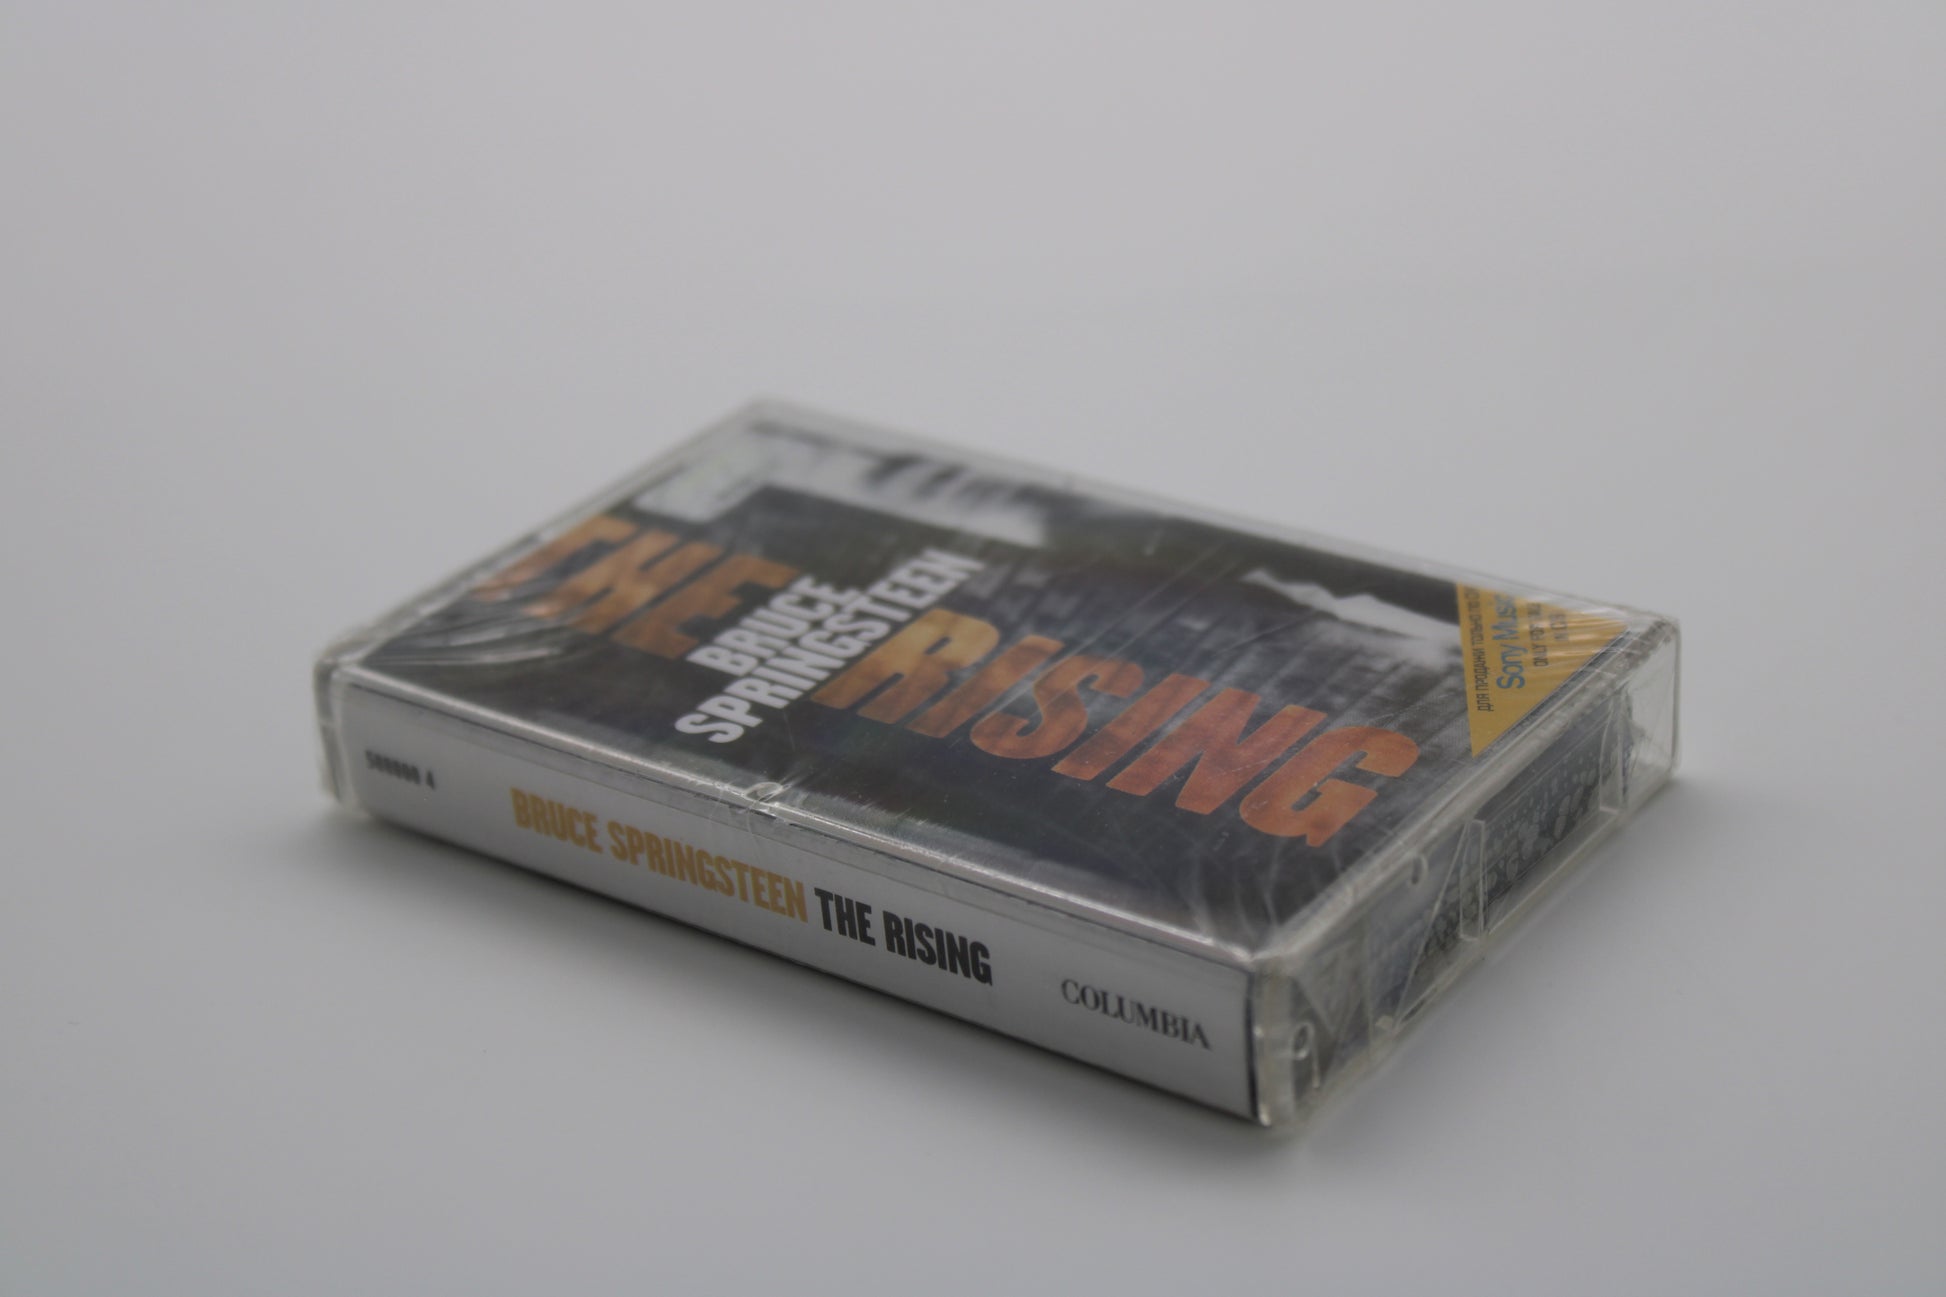 THE
BRUCE
SPRINGSTEEN
RISING
Sony Music
BRUCE SPRINGSTEEN THE RISING
COLUMBIA